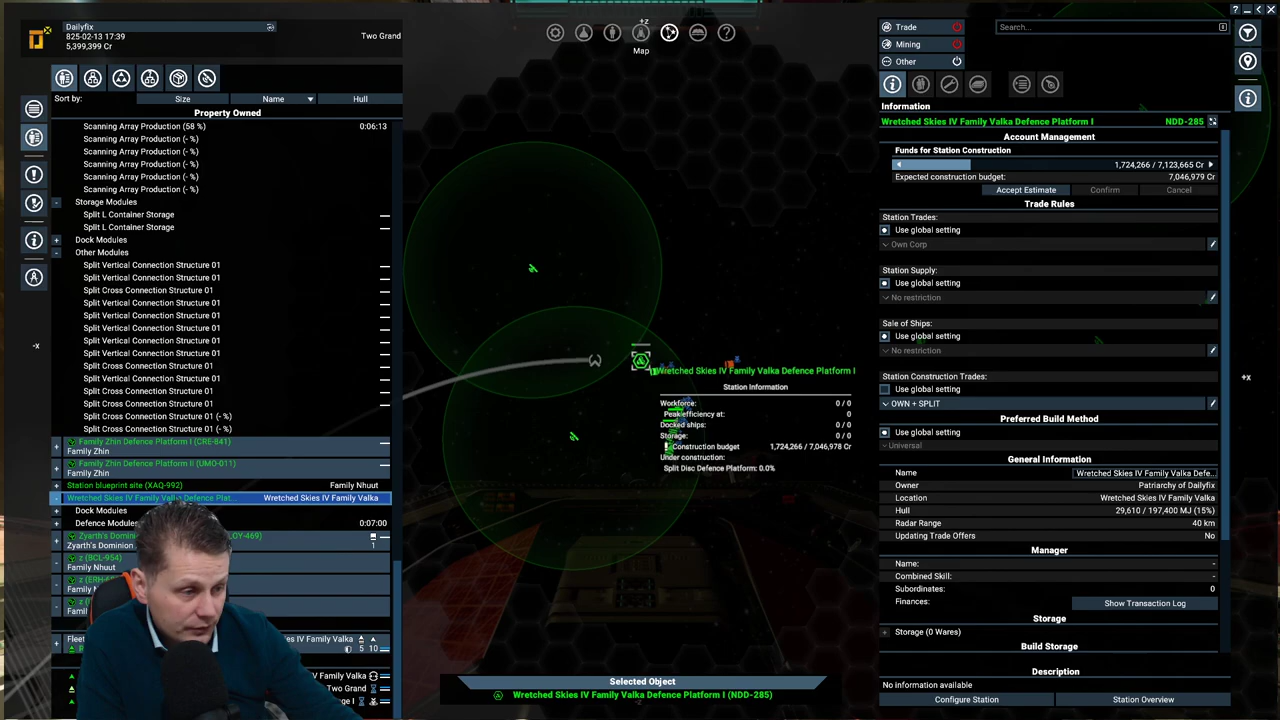 Dailyfix
825-02-13 17:39
5,399,399 Cr
Two Grand
+Z
Map
Sort by:
Size
Name
Hull
Property Owned
Scanning Array Production (58 %)
0:06:13
Scanning Array Production (- %)
Scanning Array Production (- %)
Scanning Array Production (- %)
Scanning Array Production (- %)
Scanning Array Production (- %)
Storage Modules
Split L Container Storage
Split L Container Storage
Dock Modules
Other Modules
Split Vertical Connection Structure 01
Split Vertical Connection Structure 01
Split Cross Connection Structure 01
Split Vertical Connection Structure 01
Split Vertical Connection Structure 01
Split Vertical Connection Structure 01
Split Vertical Connection Structure 01
Split Vertical Connection Structure 01
Split Cross Connection Structure 01
Split Vertical Connection Structure 01
Split Cross Connection Structure 01
Split Cross Connection Structure 01
Split Cross Connection Structure 01 (- %)
Split Cross Connection Structure 01 (- %)
Family Zhin Defence Platform I (CRE-841)
Family Zhin
Family Zhin Defence Platform II (UMO-011)
Family Zhin
Station blueprint site (XAQ-992)
Family Nhuut
Wretched Skies IV Family Valka Defence Plat...
Wretched Skies IV Family Valka
Dock Modules
Defence Modules
0:07:00
Zyarth's Dominion
Zyarth's Dominion
1
z (BCL-954)
Family Nhuut
Family
5 10
Two Grand
-X
+X
Wretched Skies IV Family Valka Defence Platform I
Station Information
Workforce:
0 / 0
Peak efficiency at:
0
Docked ships:
0 / 0
Storage:
0 / 0
Construction budget
1,724,266 / 7,046,978 Cr
Under construction:
Split Disc Defence Platform: 0.0%
Selected Object
Wretched Skies IV Family Valka Defence Platform I (NDD-285)
-Z
Trade
Mining
Other
Search...
Information
Wretched Skies IV Family Valka Defence Platform I
NDD-285
Account Management
Funds for Station Construction
1,724,266 / 7,123,665 Cr
Expected construction budget:
7,046,979 Cr
Accept Estimate
Confirm
Cancel
Trade Rules
Station Trades:
Use global setting
Own Corp
Station Supply:
Use global setting
No restriction
Sale of Ships:
Use global setting
No restriction
Station Construction Trades:
Use global setting
OWN + SPLIT
Preferred Build Method
Use global setting
Universal
General Information
Name
Wretched Skies IV Family Valka Defe...
Owner
Patriarchy of Dailyfix
Location
Wretched Skies IV Family Valka
Hull
29,610 / 197,400 MJ (15%)
Radar Range
40 km
Updating Trade Offers
No
Manager
Name:
-
Combined Skill:
-
Subordinates:
0
Finances:
Show Transaction Log
Storage
Storage (0 Wares)
Build Storage
Description
No information available
Configure Station
Station Overview